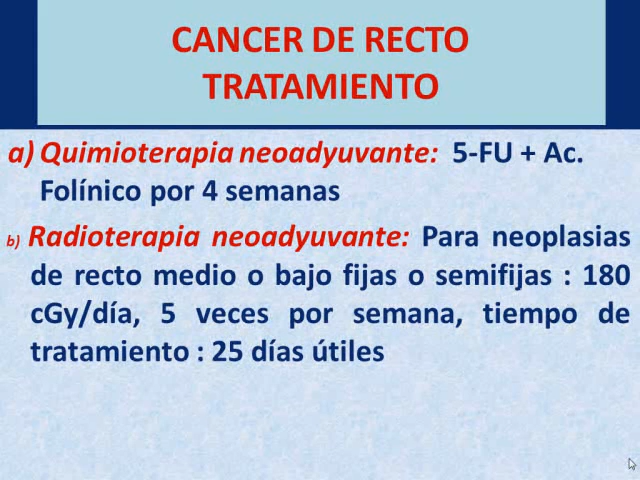 CANCER DE RECTO
TRATAMIENTO
a) Quimioterapia neoadyuvante: 5-FU + Ac.
Folínico por 4 semanas
b) Radioterapia neoadyuvante: Para neoplasias
de recto medio o bajo fijas o semifijas : 180
cGy/día, 5 veces por semana, tiempo de
tratamiento : 25 días útiles